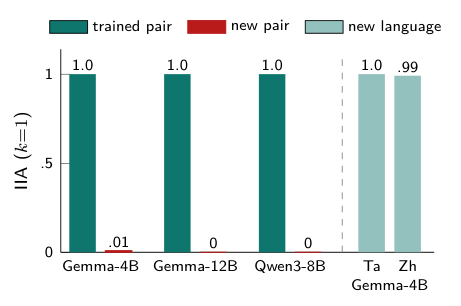 trained pair new pair new language
1.0 1.0 1.0 1.0 .99
1
IIA (k=1)
.5
.01 0 0
0
Gemma-4B Gemma-12B Qwen3-8B Ta Zh
Gemma-4B